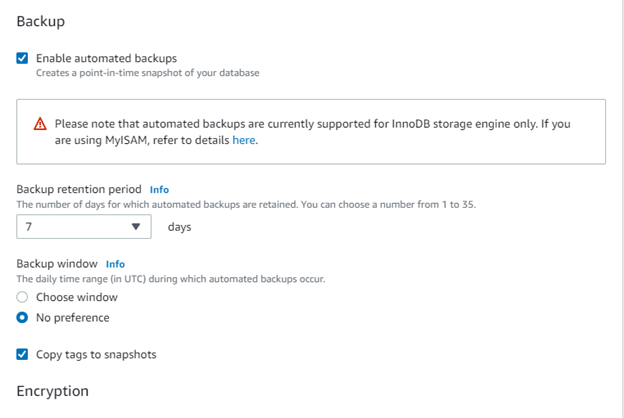 Backup
Enable automated backups
Creates a point-in-time snapshot of your database
Please note that automated backups are currently supported for InnoDB storage engine only. If you
are using MyISAM, refer to details here.
Backup retention period Info
The number of days for which automated backups are retained. You can choose a number from 1 to 35.
7 days
Backup window Info
The daily time range (in UTC) during which automated backups occur.
Choose window
No preference
Copy tags to snapshots
Encryption